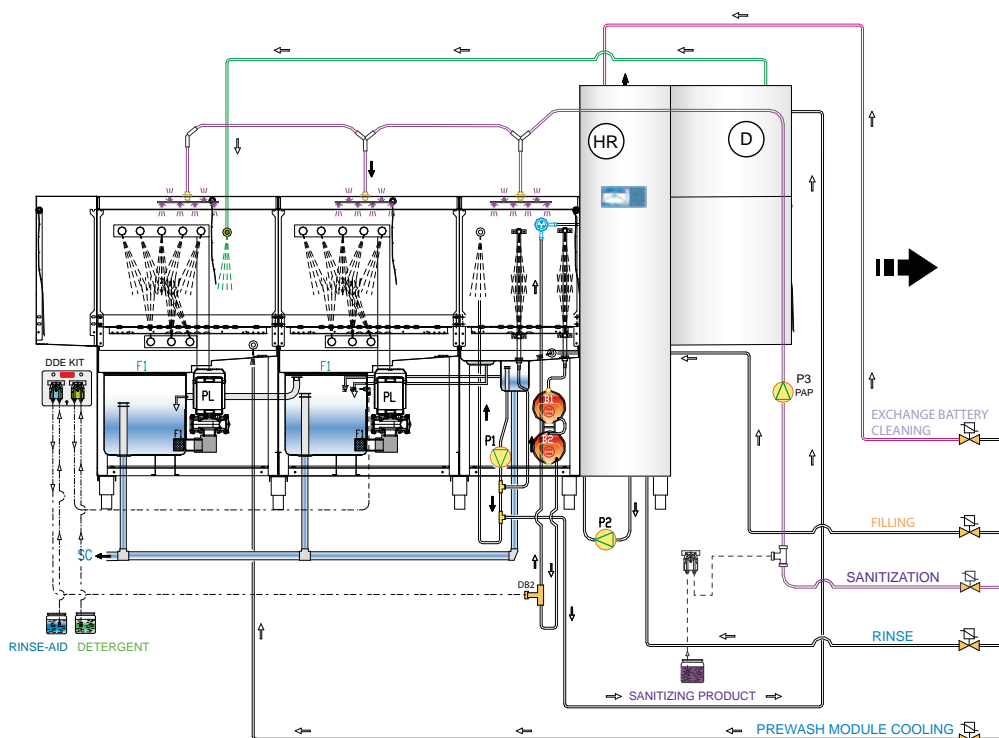 HR
D
DDE KIT
F1
F1
PL
PL
F1
F1
P1
B1
B2
P3
PAP
EXCHANGE BATTERY
CLEANING
P2
FILLING
SC
DB2
SANITIZATION
RINSE-AID
DETERGENT
RINSE
SANITIZING PRODUCT
PREWASH MODULE COOLING